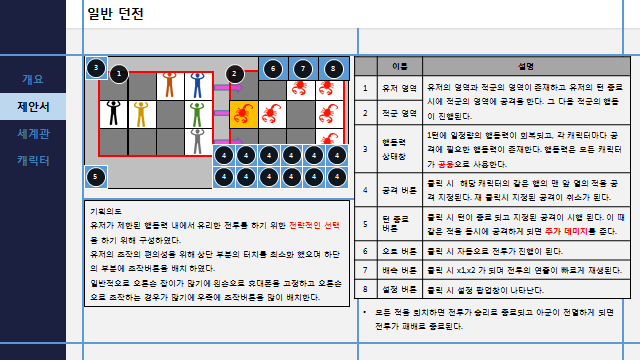 일반 던전
개요
제안서
세계관
캐릭터
3
1
2
6
7
8
4 4 4 4 4 4
4 4 4 4 4 4
5
기획의도
유저가 제한된 행동력 내에서 유리한 전투를 하기 위한 전략적인 선택
을 하기 위해 구성하였다.
유저의 조작의 편의성을 위해 상단 부분의 터치를 최소화 했으며 하단
의 부분에 조작버튼을 배치 하였다.
일반적으로 오른손 잡이가 많기에 왼손으로 휴대폰을 고정하고 오른손
으로 조작하는 경우가 많기에 우측에 조작버튼을 많이 배치한다.
이름 설명
1 유저 영역 유저의 영역과 적군의 영역이 존재하고 유저의 턴 종료
시에 적군의 영역에 공격을 한다. 그 다음 적군의 행동
이 진행된다.
2 적군 영역
3 행동력
상태창
1턴에 일정량의 행동력이 회복되고, 각 캐릭터마다 공
격에 필요한 행동력이 존재한다. 행동력은 모든 캐릭터
가 공용으로 사용한다.
4 공격 버튼 클릭 시 해당 캐릭터의 같은 행의 맨 앞 열의 적을 공
격 지정된다. 재 클릭시 지정된 공격이 취소가 된다.
5 턴 종료
버튼
클릭 시 턴이 종료 되고 지정된 공격이 시행 된다. 이 때
같은 적을 동시에 공격하게 되면 추가 데미지를 준다.
6 오토 버튼 클릭 시 자동으로 전투가 진행이 된다.
7 배속 버튼 클릭 시 x1,x2 가 되며 전투의 연출이 빠르게 재생된다.
8 설정 버튼 클릭 시 설정 팝업창이 나타난다.
• 모든 적을 퇴치하면 전투가 승리로 종료되고 아군이 전멸하게 되면
전투가 패배로 종료된다.